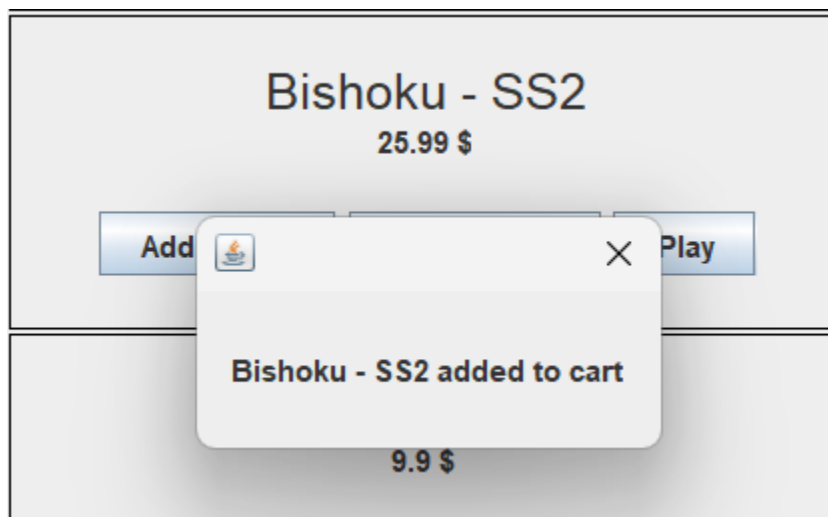 Bishoku - SS2
25.99 $
Add
Play
Bishoku - SS2 added to cart
9.9 $